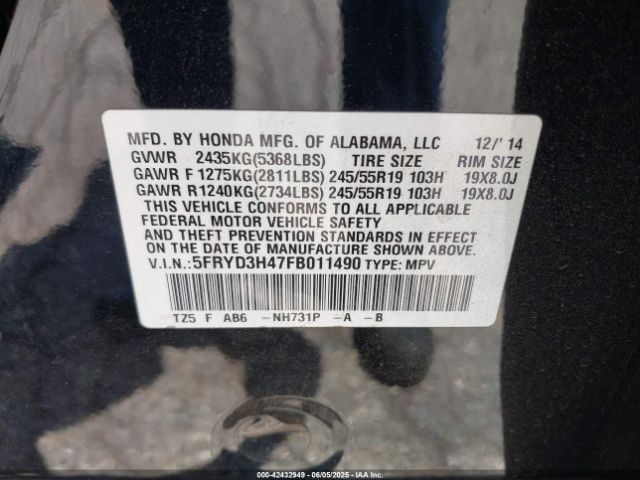 MFD. BY HONDA MFG. OF ALABAMA, LLC 12/'14
GVWR 2435KG(5368LBS) TIRE SIZE RIM SIZE
GAWR F 1275KG(2811LBS) 245/55R19 103H 19X8.0J
GAWR R 1240KG(2734LBS) 245/55R19 103H 19X8.0J
THIS VEHICLE CONFORMS TO ALL APPLICABLE
FEDERAL MOTOR VEHICLE SAFETY
AND THEFT PREVENTION STANDARDS IN EFFECT
ON THE DATE OF MANUFACTURE SHOWN ABOVE.
V.I.N.:5FRYD3H47FB011490 TYPE: MPV
TZ5 F AB6 -NH731P -A -B
000-42432949 - 06/05/2025 - IAA Inc.